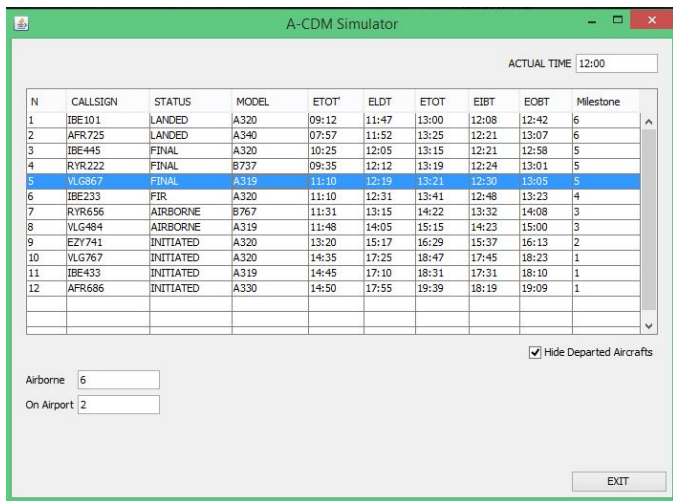 A-CDM Simulator
ACTUAL TIME 12:00
N CALLSIGN STATUS MODEL ETOT' ELDT ETOT EIBT EOBT Milestone
1 IBE101 LANDED A320 09:12 11:47 13:00 12:08 12:42 6
2 AFR725 LANDED A340 07:57 11:52 13:25 12:21 13:07 6
3 IBE445 FINAL A320 10:25 12:05 13:15 12:21 12:58 5
4 RYR222 FINAL B737 09:35 12:12 13:19 12:24 13:01 5
5 VLG867 FINAL A319 11:10 12:19 13:21 12:30 13:05 5
6 IBE233 FIR A320 11:10 12:31 13:41 12:48 13:23 4
7 RYR656 AIRBORNE B767 11:31 13:15 14:22 13:32 14:08 3
8 VLG484 AIRBORNE A319 11:48 14:05 15:15 14:23 15:00 3
9 EZY741 INITIATED A320 13:20 15:17 16:29 15:37 16:13 2
10 VLG767 INITIATED A320 14:35 17:25 18:47 17:45 18:23 1
11 IBE433 INITIATED A319 14:45 17:10 18:31 17:31 18:10 1
12 AFR686 INITIATED A330 14:50 17:55 19:39 18:19 19:09 1
Hide Departed Aircrafts
Airborne 6
On Airport 2
EXIT